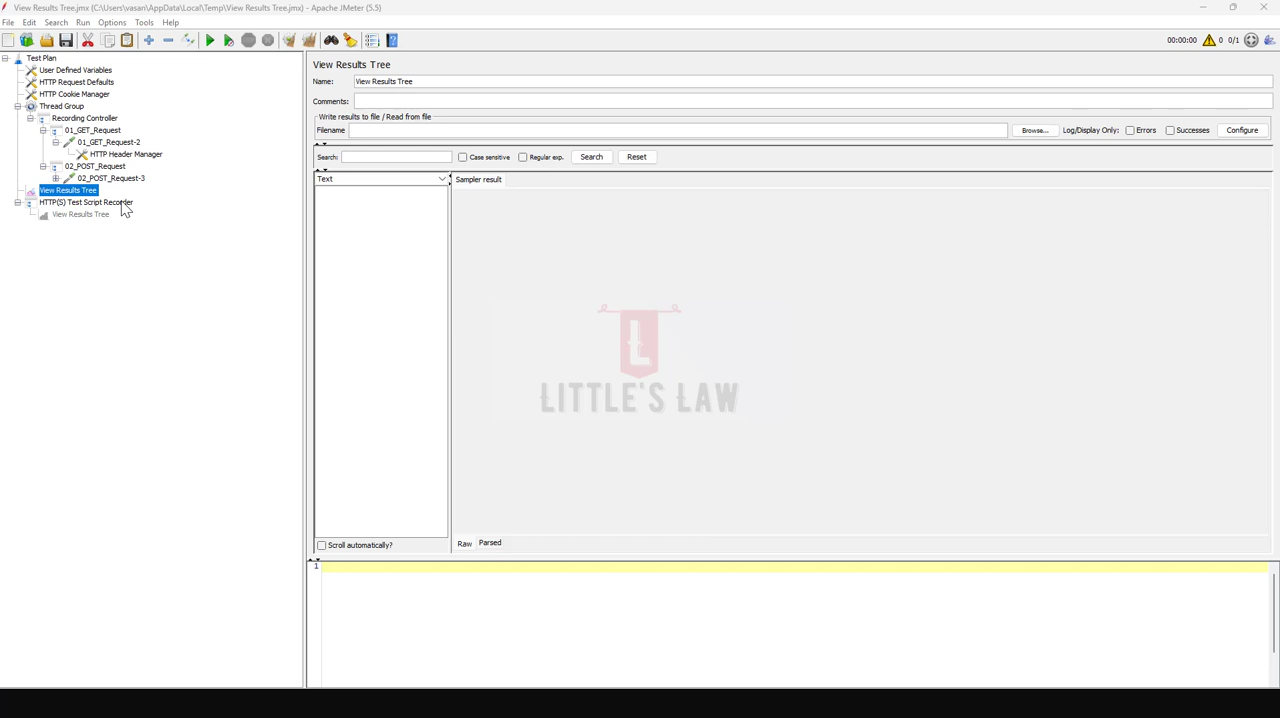 View Results Tree.jmx (C:\Users\vasan\AppData\Local\Temp\View Results Tree.jmx) - Apache JMeter (5.5)
File Edit Search Run Options Tools Help
00:00:00 0 0/1
Test Plan
User Defined Variables
HTTP Request Defaults
HTTP Cookie Manager
Thread Group
Recording Controller
01_GET_Request
01_GET_Request-2
HTTP Header Manager
02_POST_Request
02_POST_Request-3
View Results Tree
HTTP(S) Test Script Recorder
View Results Tree
View Results Tree
Name: View Results Tree
Comments:
Write results to file / Read from file
Filename Browse... Log/Display Only: Errors Successes Configure
Search: Case sensitive Regular exp. Search Reset
Text Sampler result
L
LITTLE'S LAW
Scroll automatically? Raw Parsed
1